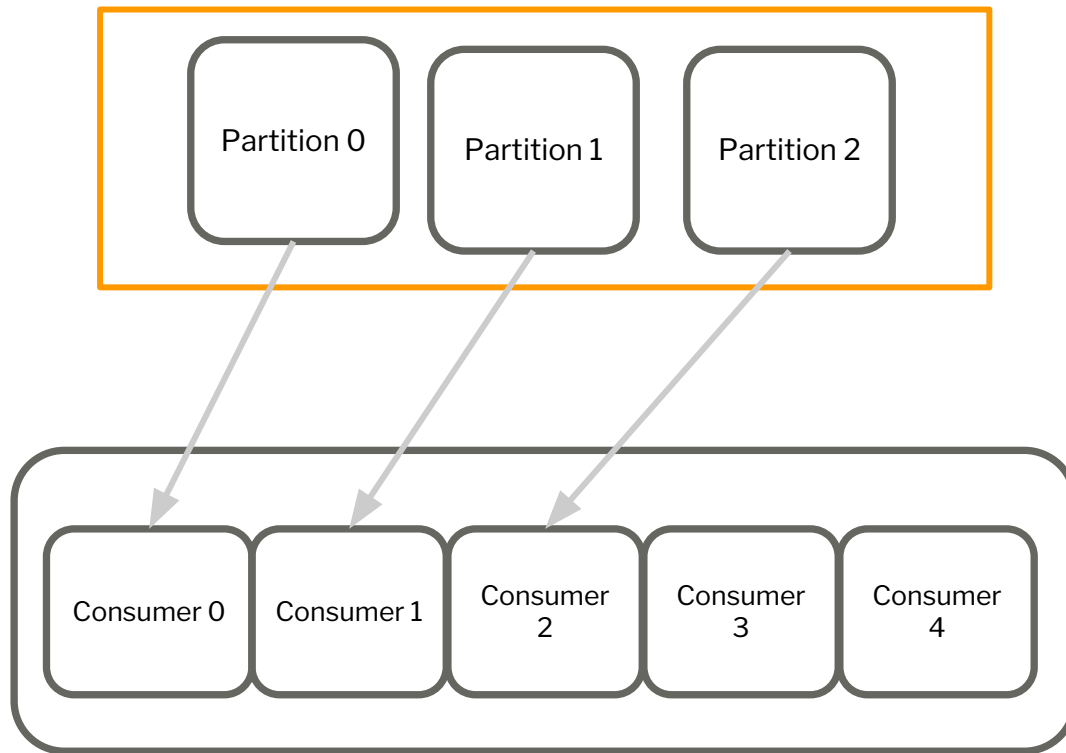 Partition 0
Partition 1
Partition 2
Consumer 0
Consumer 1
Consumer
2
Consumer
3
Consumer
4